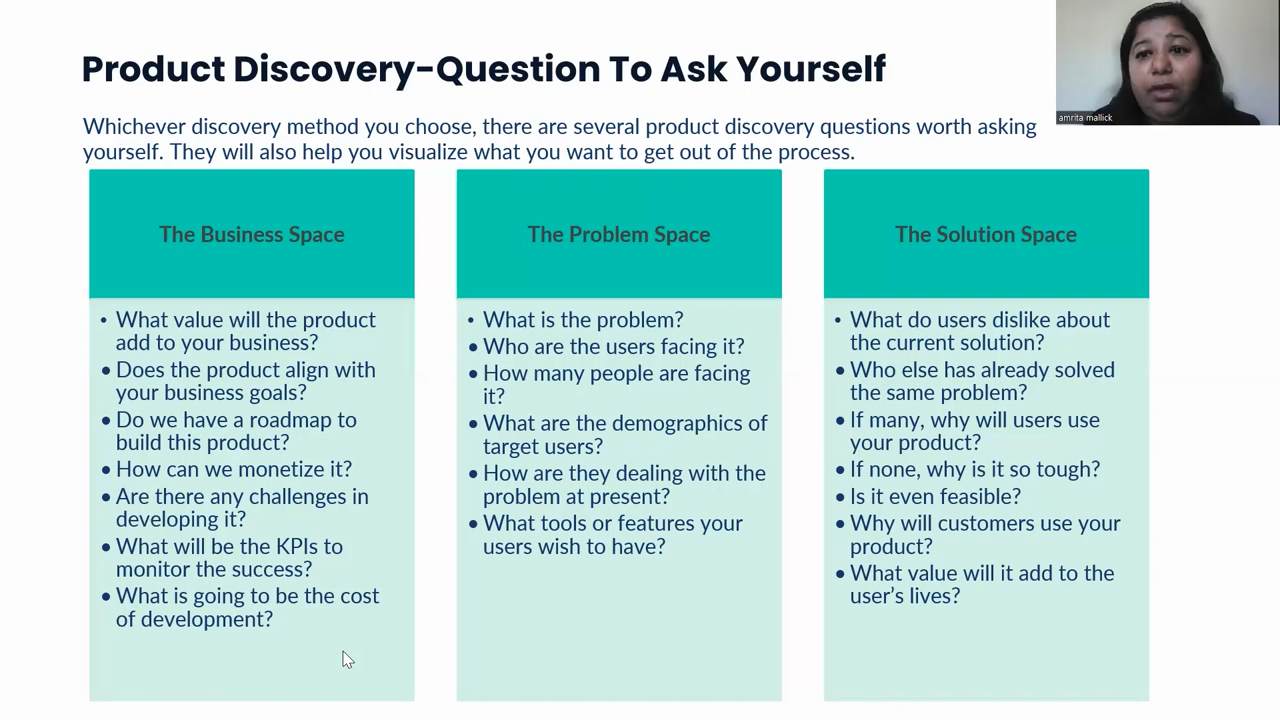 Product Discovery-Question To Ask Yourself
amrita mallick
Whichever discovery method you choose, there are several product discovery questions worth asking
yourself. They will also help you visualize what you want to get out of the process.
The Business Space
• What value will the product
add to your business?
• Does the product align with
your business goals?
• Do we have a roadmap to
build this product?
• How can we monetize it?
• Are there any challenges in
developing it?
• What will be the KPIs to
monitor the success?
• What is going to be the cost
of development?
The Problem Space
• What is the problem?
• Who are the users facing it?
• How many people are facing
it?
• What are the demographics of
target users?
• How are they dealing with the
problem at present?
• What tools or features your
users wish to have?
The Solution Space
• What do users dislike about
the current solution?
• Who else has already solved
the same problem?
• If many, why will users use
your product?
• If none, why is it so tough?
• Is it even feasible?
• Why will customers use your
product?
• What value will it add to the
user’s lives?